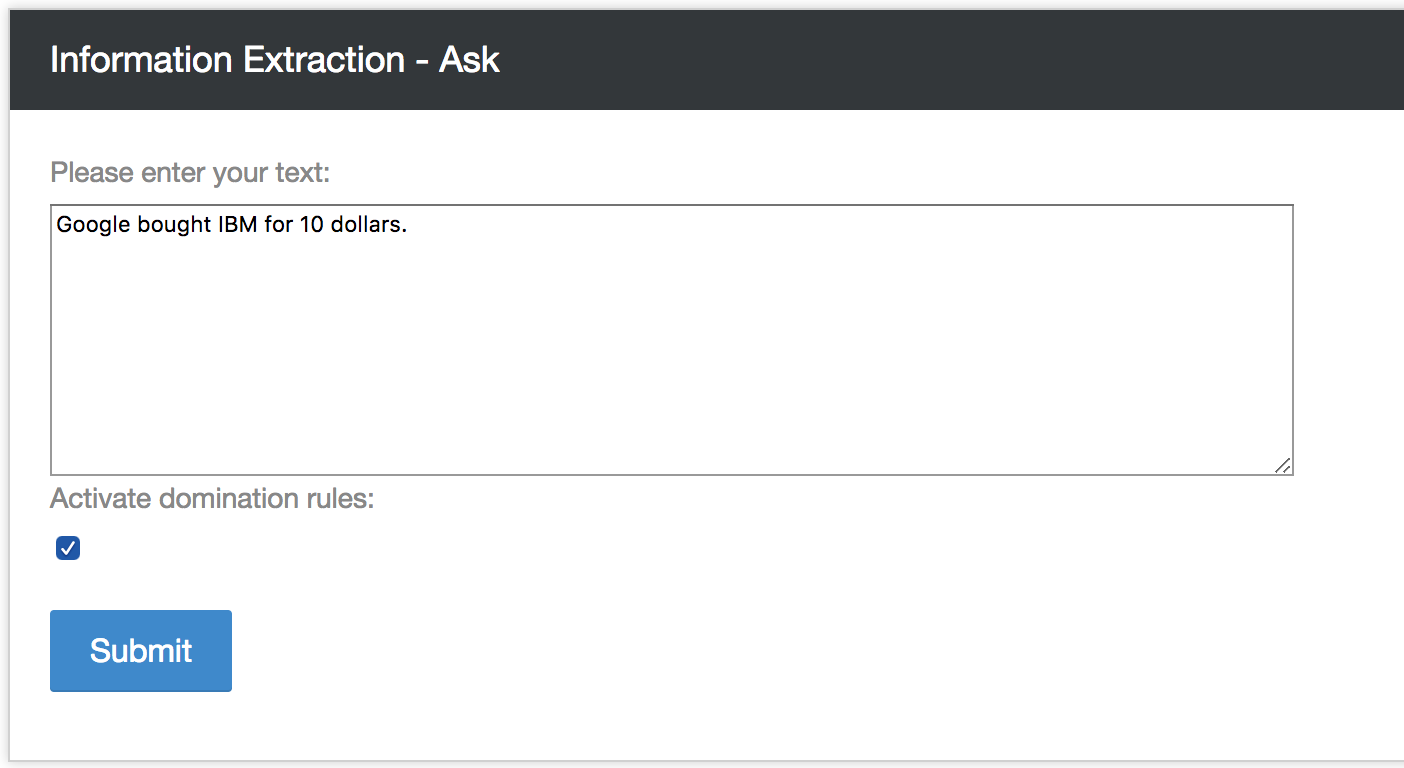 Information Extraction - Ask
Please enter your text:
Google bought IBM for 10 dollars.
Activate domination rules:
Submit